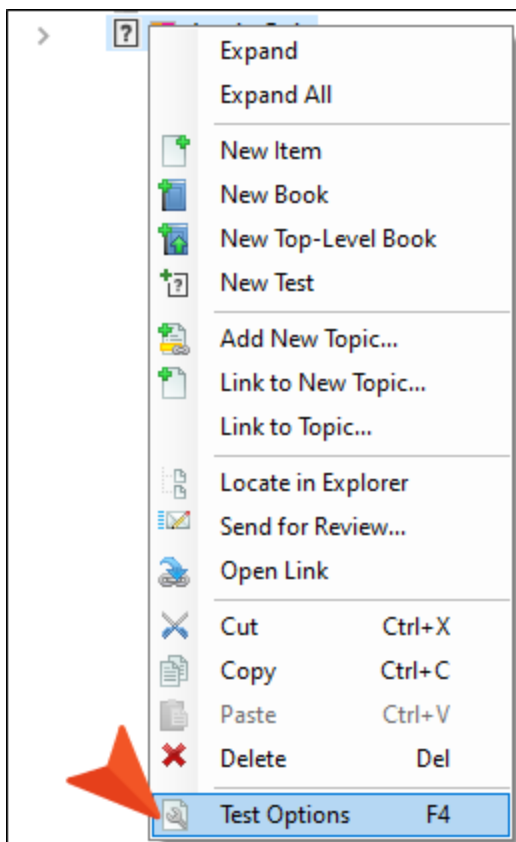 Expand
Expand All
New Item
New Book
New Top-Level Book
New Test
Add New Topic...
Link to New Topic...
Link to Topic...
Locate in Explorer
Send for Review...
Open Link
Cut Ctrl+X
Copy Ctrl+C
Paste Ctrl+V
Delete Del
Test Options F4